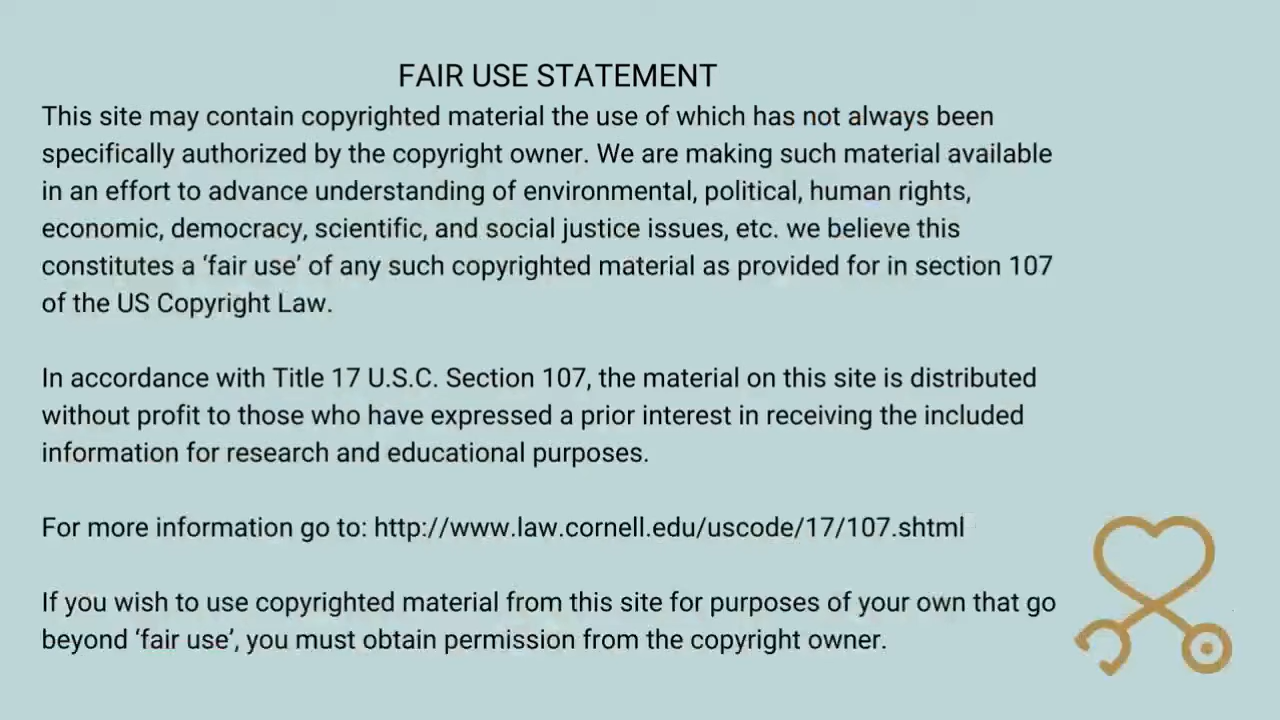 FAIR USE STATEMENT
This site may contain copyrighted material the use of which has not always been
specifically authorized by the copyright owner. We are making such material available
in an effort to advance understanding of environmental, political, human rights,
economic, democracy, scientific, and social justice issues, etc. we believe this
constitutes a ‘fair use’ of any such copyrighted material as provided for in section 107
of the US Copyright Law.
In accordance with Title 17 U.S.C. Section 107, the material on this site is distributed
without profit to those who have expressed a prior interest in receiving the included
information for research and educational purposes.
For more information go to: http://www.law.cornell.edu/uscode/17/107.shtml
If you wish to use copyrighted material from this site for purposes of your own that go
beyond ‘fair use’, you must obtain permission from the copyright owner.